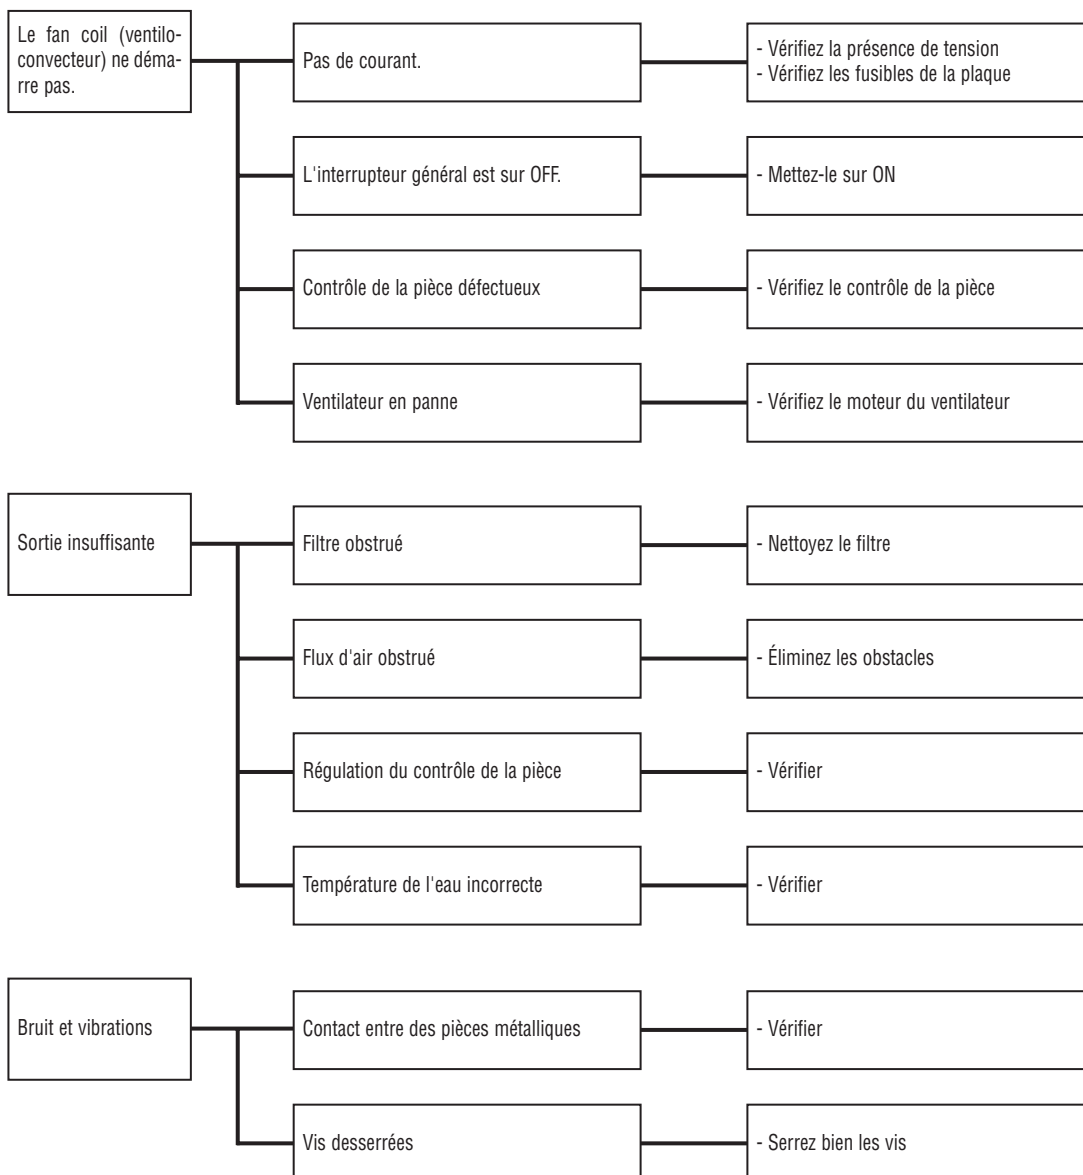 Le fan coil (ventilo-
convecteur) ne déma-
rre pas.
Pas de courant.
- Vérifiez la présence de tension
- Vérifiez les fusibles de la plaque
L'interrupteur général est sur OFF.
- Mettez-le sur ON
Contrôle de la pièce défectueux
- Vérifiez le contrôle de la pièce
Ventilateur en panne
- Vérifiez le moteur du ventilateur
Sortie insuffisante
Filtre obstrué
- Nettoyez le filtre
Flux d'air obstrué
- Éliminez les obstacles
Régulation du contrôle de la pièce
- Vérifier
Température de l'eau incorrecte
- Vérifier
Bruit et vibrations
Contact entre des pièces métalliques
- Vérifier
Vis desserrées
- Serrez bien les vis